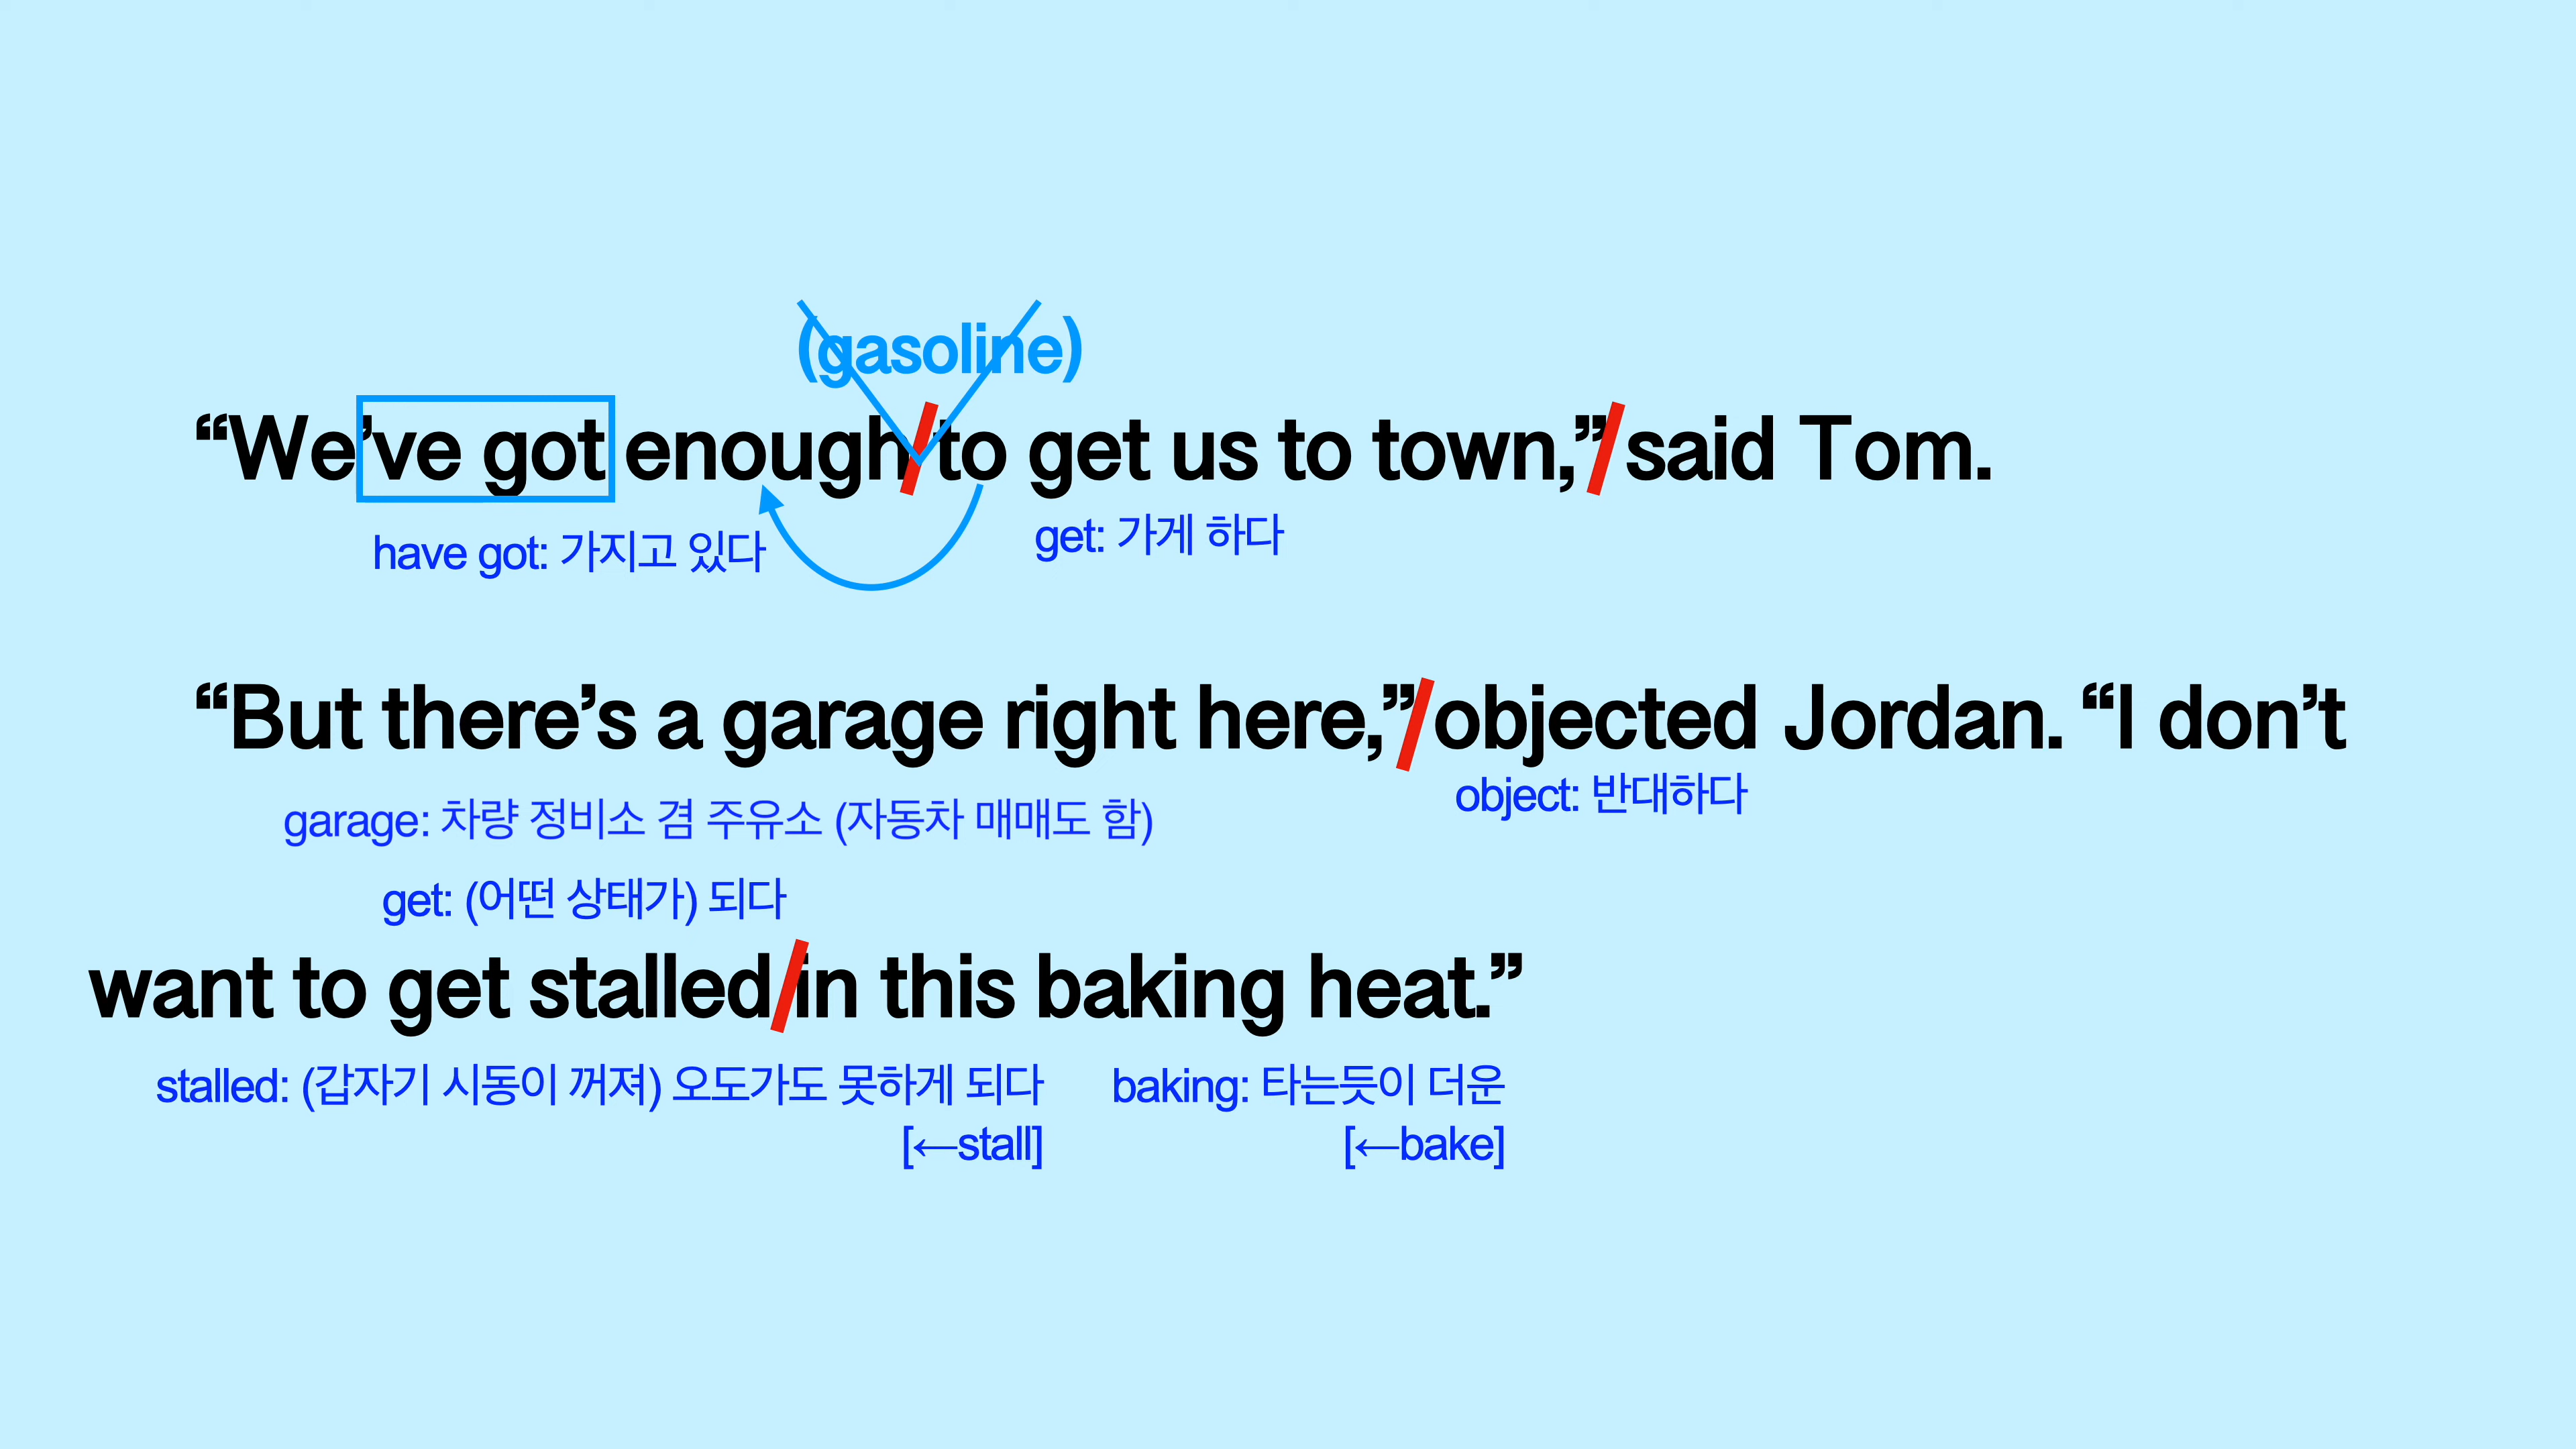 (gasoline)
“We’ve got enough to get us to town,” said Tom.
have got: 가지고 있다
get: 가게 하다
“But there’s a garage right here,” objected Jordan. “I don’t
garage: 차량 정비소 겸 주유소 (자동차 매매도 함)
object: 반대하다
get: (어떤 상태가) 되다
want to get stalled in this baking heat.”
stalled: (갑자기 시동이 꺼져) 오도가도 못하게 되다
[←stall]
baking: 타는듯이 더운
[←bake]